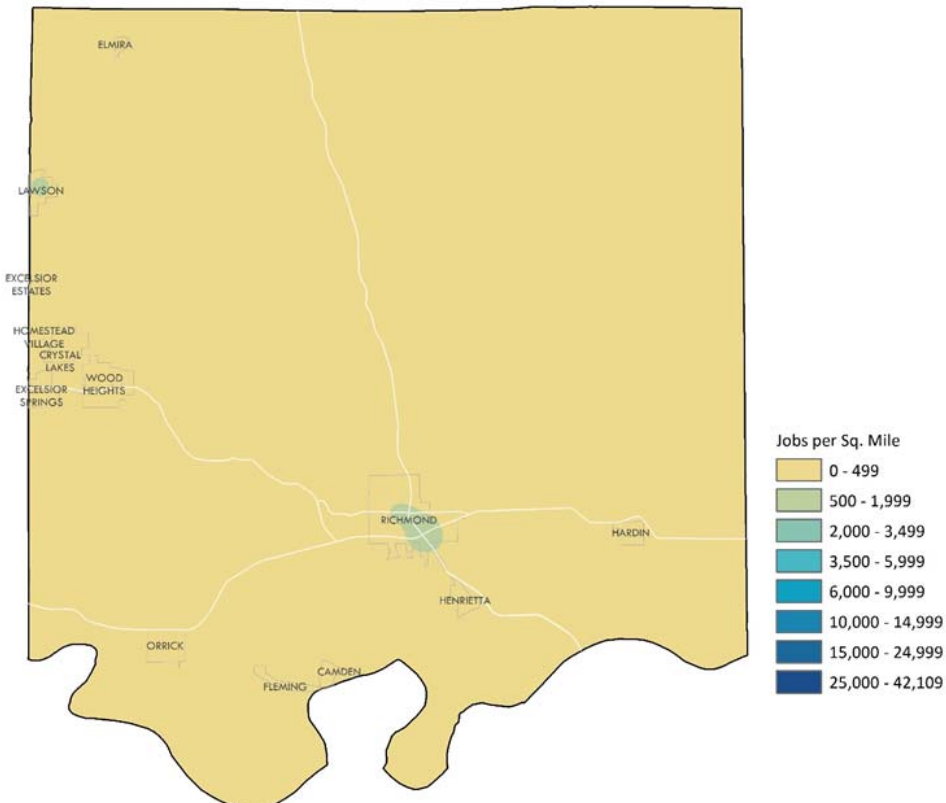 ELMIRA
LAWSON
EXCELSIOR
ESTATES
HOMESTEAD
VILLAGE
CRYSTAL
LAKES
WOOD
HEIGHTS
EXCELSIOR
SPRINGS
RICHMOND
HARDIN
HENRIETTA
ORRICK
CAMDEN
FLEMING
Jobs per Sq. Mile
0 - 499
500 - 1,999
2,000 - 3,499
3,500 - 5,999
6,000 - 9,999
10,000 - 14,999
15,000 - 24,999
25,000 - 42,109